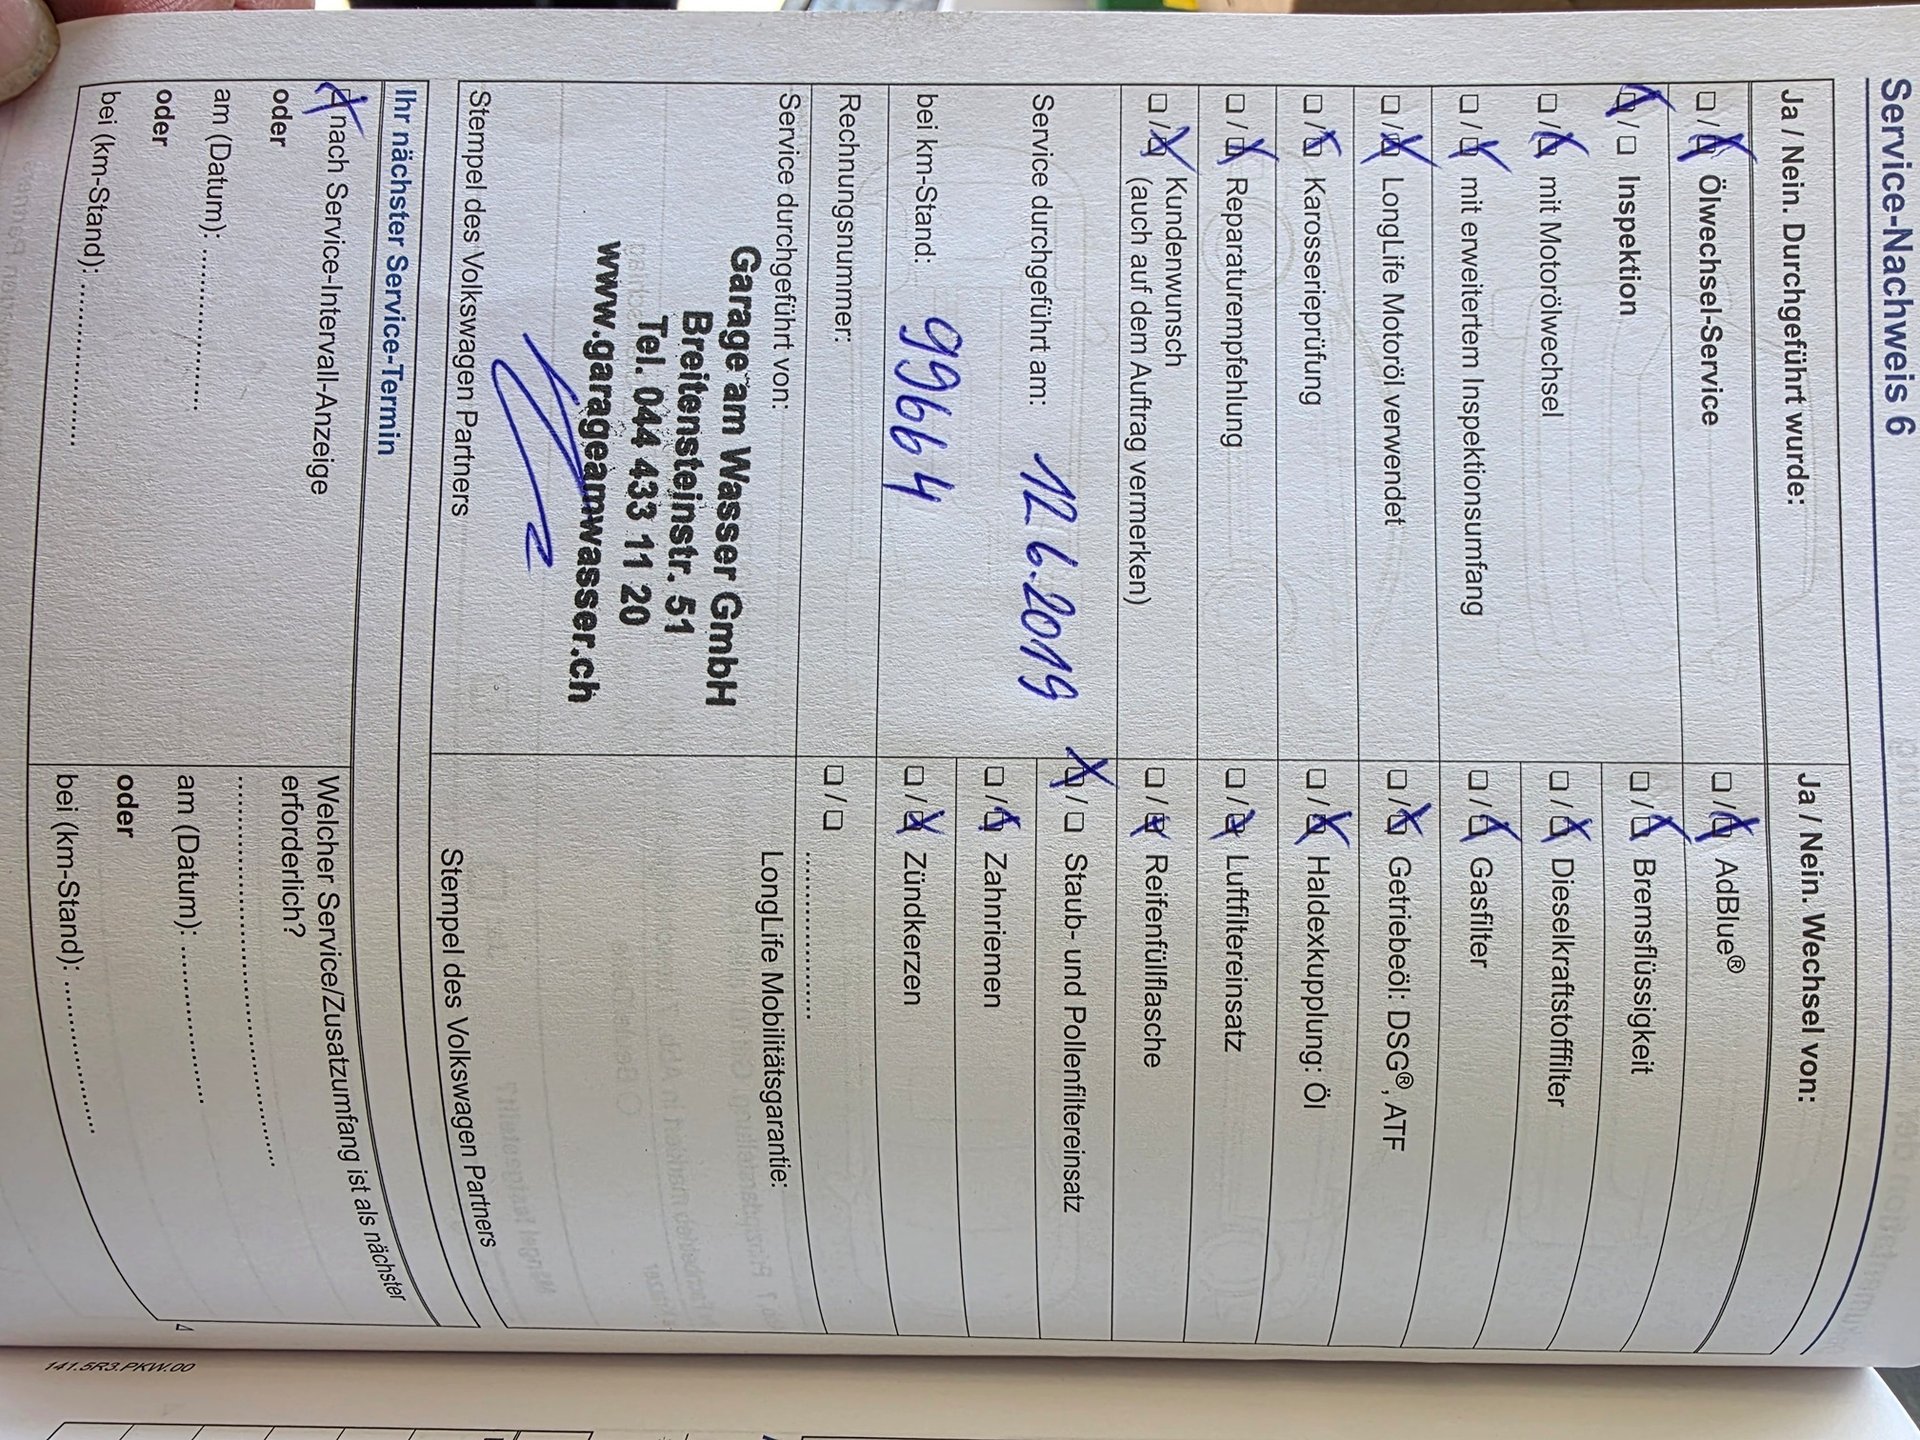 Service-Nachweis 6
Ja / Nein. Durchgeführt wurde:
☐ / ☒ Ölwechsel-Service
☒ / ☐ Inspektion
☐ / ☒ mit Motorölwechsel
☐ / ☒ mit erweitertem Inspektionsumfang
☐ / ☒ LongLife Motoröl verwendet
☐ / ☒ Karosserieprüfung
☐ / ☒ Reparaturempfehlung
☐ / ☒ Kundenwunsch
(auch auf dem Auftrag vermerken)
Service durchgeführt am: 12 6.2019
bei km-Stand: 99664
Rechnungsnummer:
Service durchgeführt von:
Garage am Wasser GmbH
Breitensteinstr. 51
Tel. 044 433 11 20
www.garageamwasser.ch
Stempel des Volkswagen Partners
Ja / Nein. Wechsel von:
☐ / ☒ AdBlue®
☐ / ☒ Bremsflüssigkeit
☐ / ☒ Dieselkraftstofffilter
☐ / ☒ Gasfilter
☐ / ☒ Getriebeöl: DSG®, ATF
☐ / ☒ Haldexkupplung: Öl
☐ / ☒ Luftfiltereinsatz
☐ / ☒ Reifenfüllflasche
☒ / ☐ Staub- und Pollenfiltereinsatz
☐ / ☒ Zahnriemen
☐ / ☒ Zündkerzen
☐ / ☐ ....................
LongLife Mobilitätsgarantie:
Stempel des Volkswagen Partners
Ihr nächster Service-Termin
☒ nach Service-Intervall-Anzeige
oder
am (Datum): ....................
oder
bei (km-Stand): ....................
Welcher Service/Zusatzumfang ist als nächster
erforderlich?
..............................
am (Datum): ....................
oder
bei (km-Stand): ....................
141.5R3.PKW.00